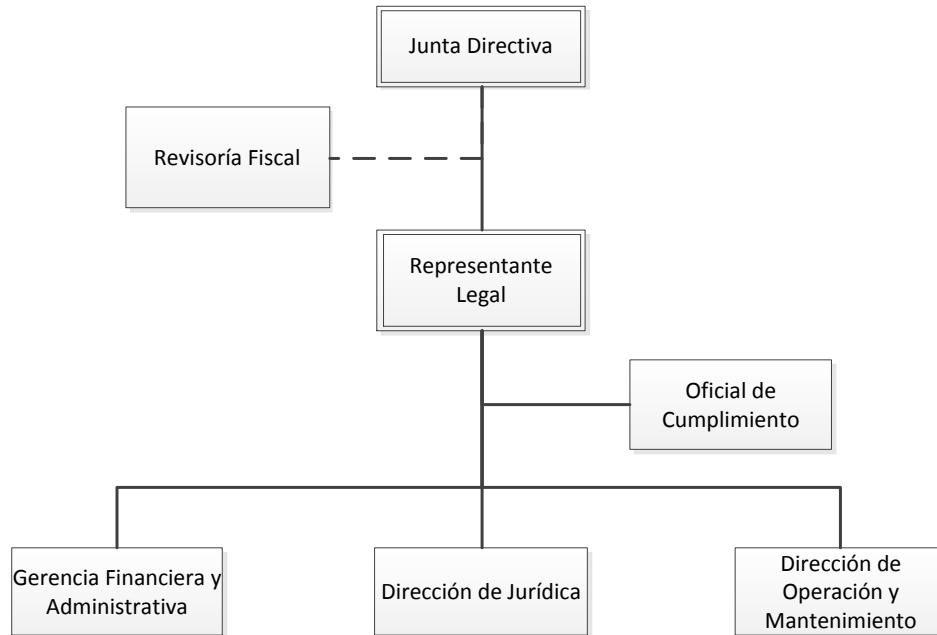 Junta Directiva
Revisoría Fiscal
Representante
Legal
Oficial de
Cumplimiento
Gerencia Financiera y
Administrativa
Dirección de Jurídica
Dirección de
Operación y
Mantenimiento